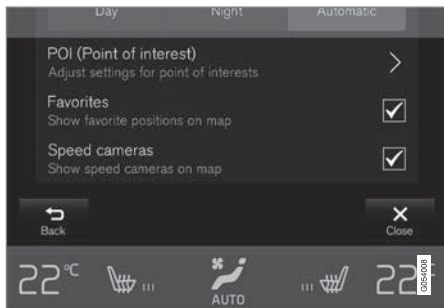 Day Night Automatic
POI (Point of interest)
Adjust settings for point of interests
Favorites
Show favorite positions on map
Speed cameras
Show speed cameras on map
Back Close
22°C AUTO 22
G054008